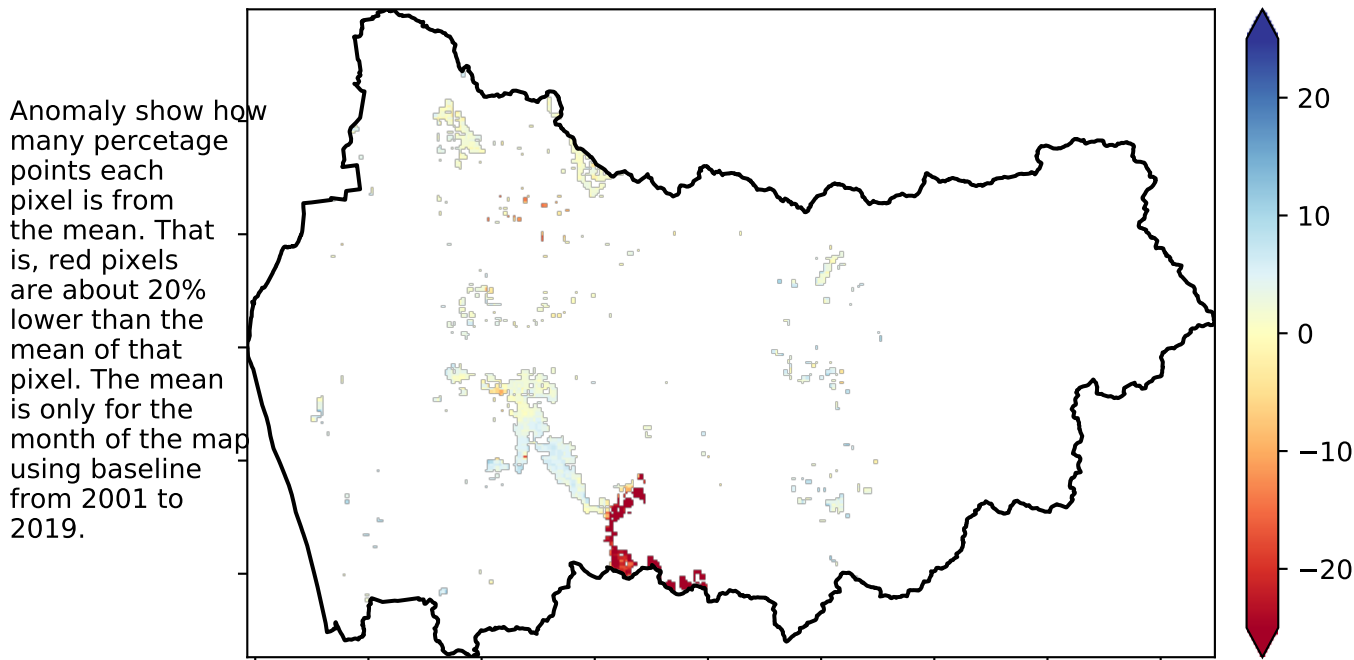 Anomaly show how
many percetage
points each
pixel is from
the mean. That
is, red pixels
are about 20%
lower than the
mean of that
pixel. The mean
is only for the
month of the map
using baseline
from 2001 to
2019.
20
10
0
−10
−20